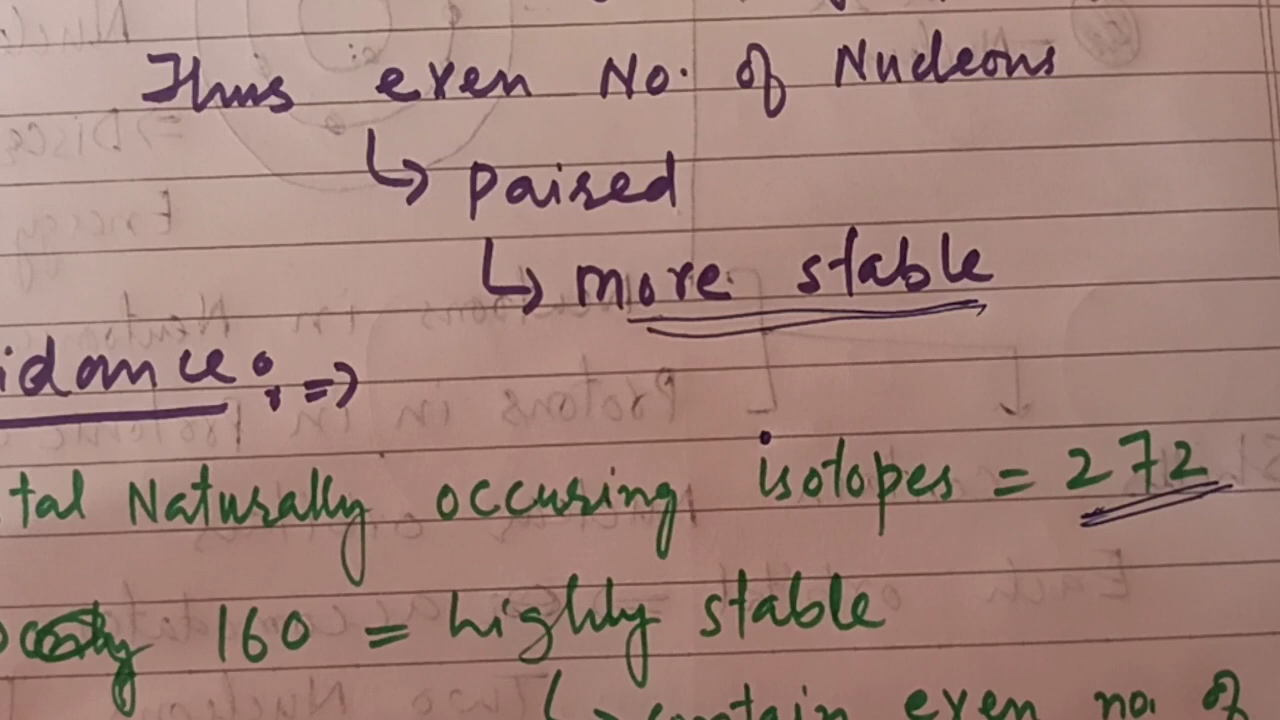 Thus even No. of Nucleons
↳ paired
↳ more stable
idance :=>
tal Naturally occuring isotopes = 272
160 = highly stable
↳ contain even no. of